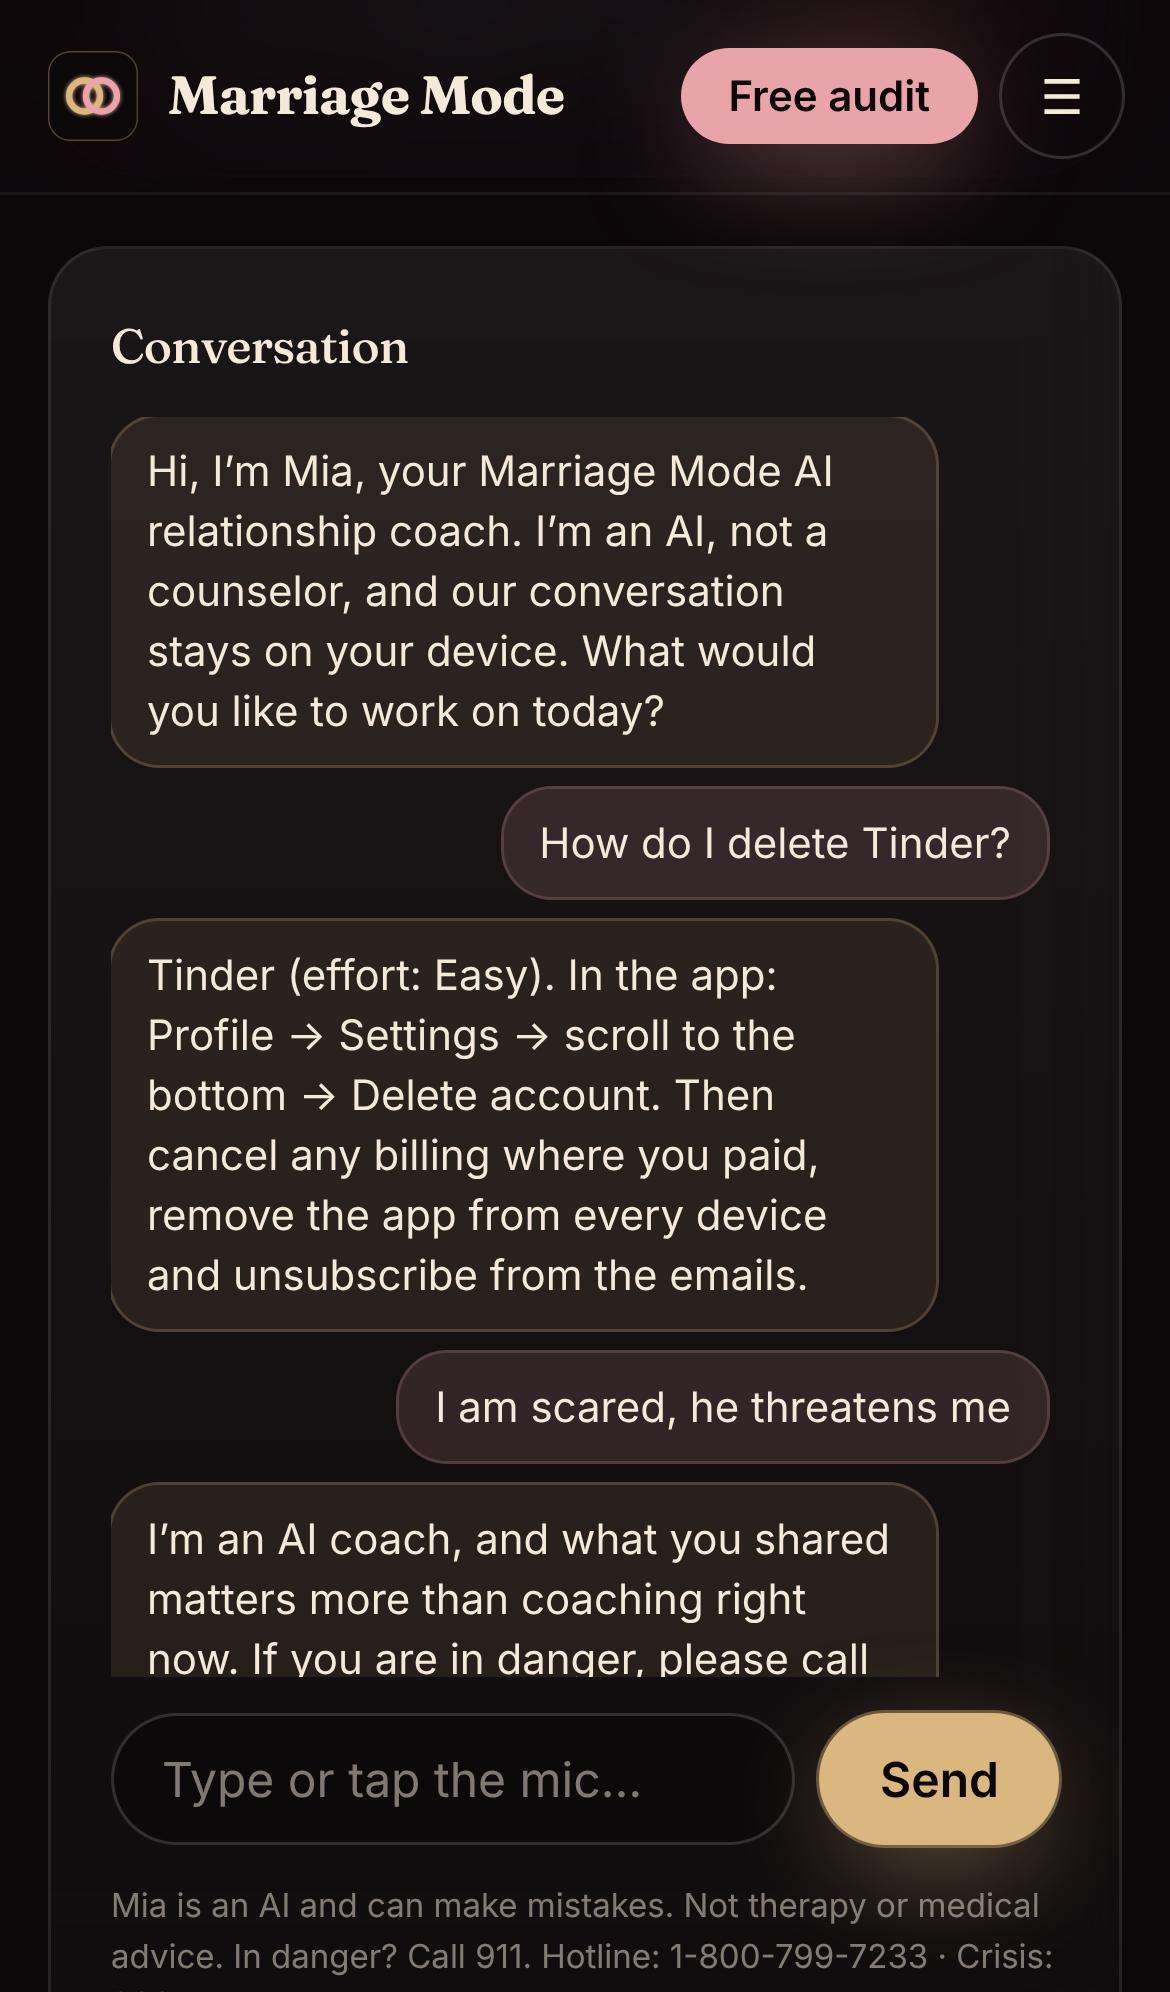 Marriage Mode
Free audit
Conversation
Hi, I’m Mia, your Marriage Mode AI
relationship coach. I’m an AI, not a
counselor, and our conversation
stays on your device. What would
you like to work on today?
How do I delete Tinder?
Tinder (effort: Easy). In the app:
Profile → Settings → scroll to the
bottom → Delete account. Then
cancel any billing where you paid,
remove the app from every device
and unsubscribe from the emails.
I am scared, he threatens me
I’m an AI coach, and what you shared
matters more than coaching right
now. If you are in danger, please call
Type or tap the mic...
Send
Mia is an AI and can make mistakes. Not therapy or medical
advice. In danger? Call 911. Hotline: 1-800-799-7233 · Crisis: